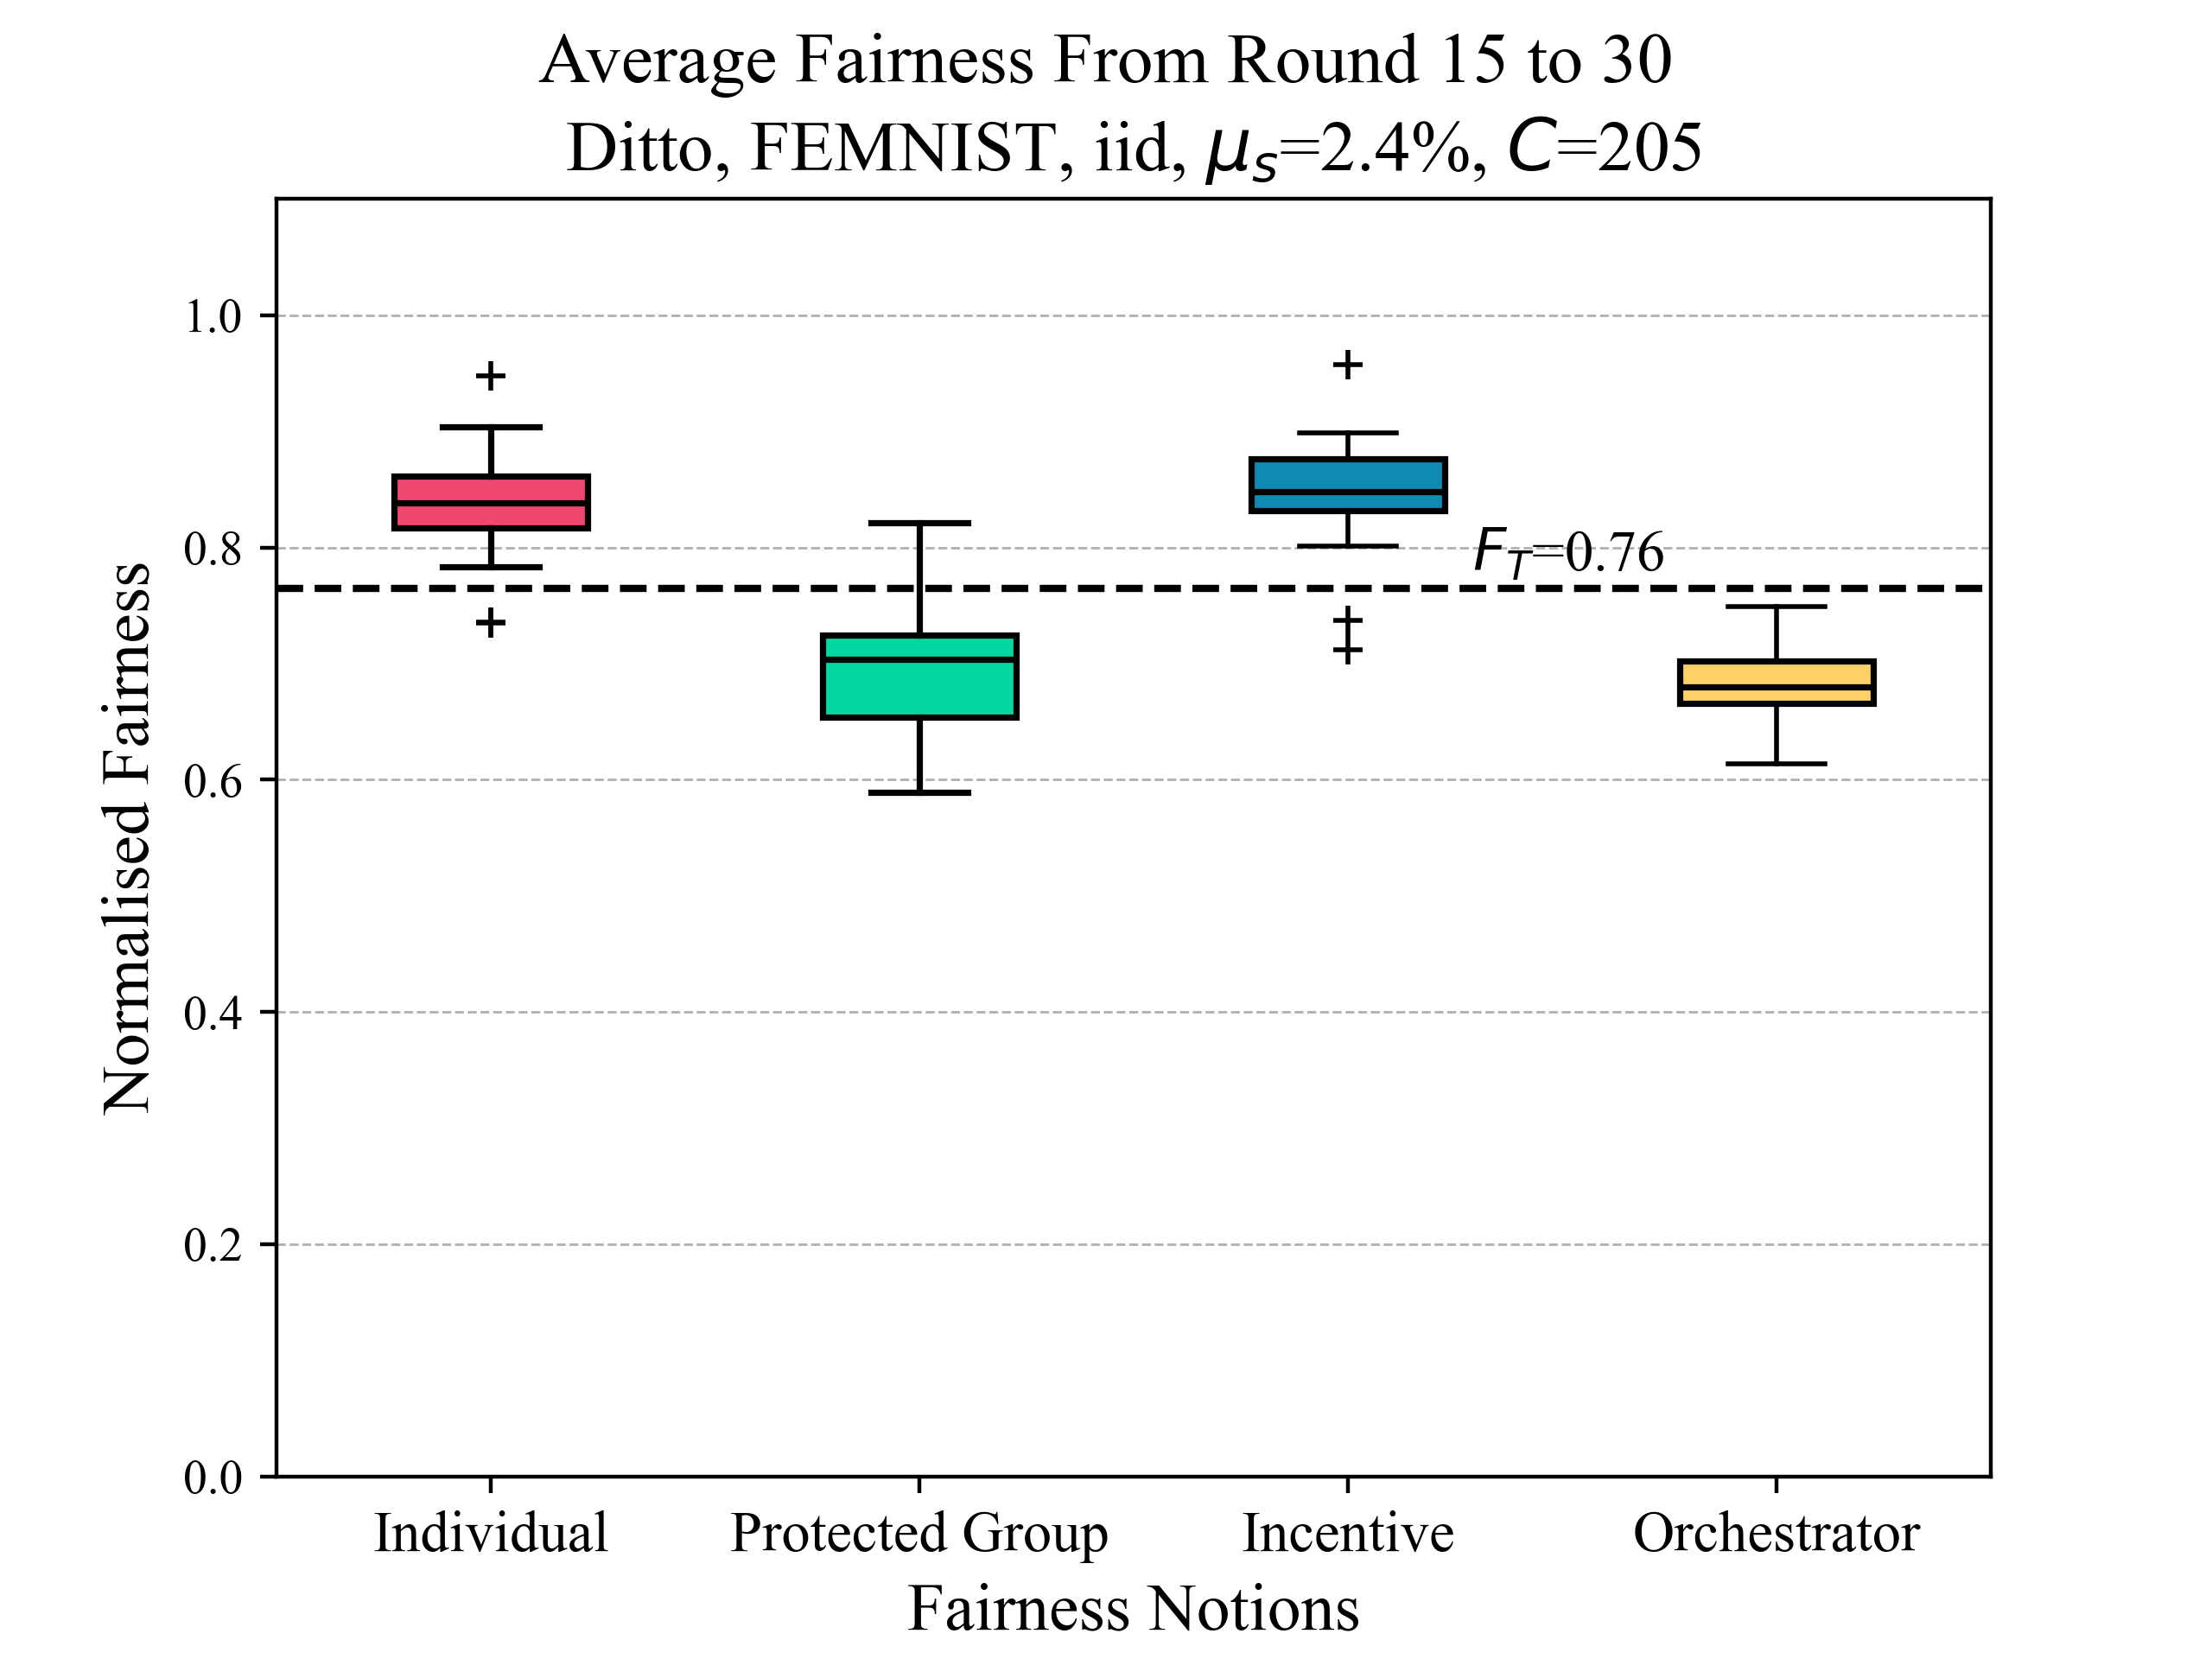 Average Fairness From Round 15 to 30
Ditto, FEMNIST, iid, μs=2.4%, C=205
Normalised Fairness
1.0
0.8
0.6
0.4
0.2
0.0
FT=0.76
Individual
Protected Group
Incentive
Orchestrator
Fairness Notions